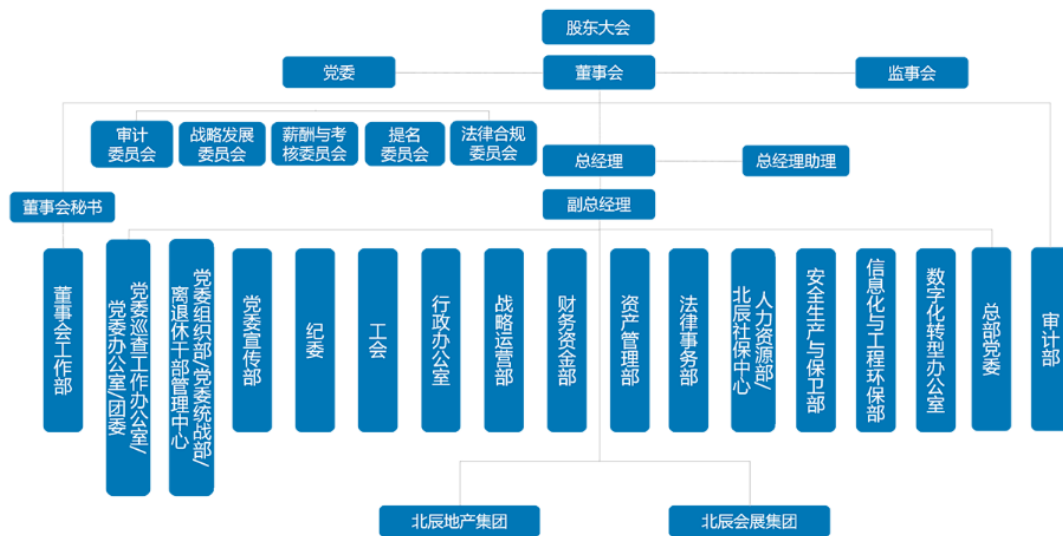 股东大会
党委
董事会
监事会
审计
委员会
战略发展
委员会
薪酬与考
核委员会
提名
委员会
法律合规
委员会
总经理
总经理助理
董事会秘书
副总经理
董事会工作部
党委巡查工作办公室/
党委办公室/团委
党委组织部/党委统战部/
离退休干部管理中心
党委宣传部
纪委
工会
行政办公室
战略运营部
财务资金部
资产管理部
法律事务部
人力资源部/
北辰社保中心
安全生产与保卫部
信息化与工程环保部
数字化转型办公室
总部党委
审计部
北辰地产集团
北辰会展集团